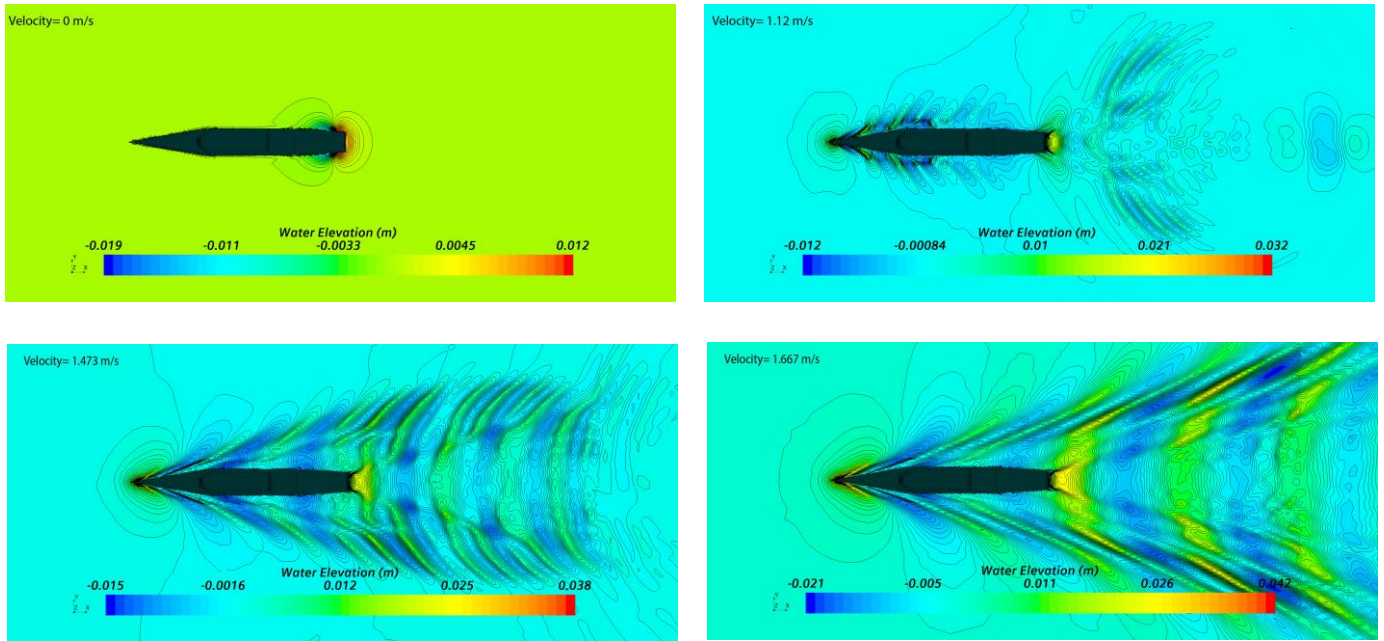 Velocity= 0 m/s
Water Elevation (m)
-0.019 -0.011 -0.0033 0.0045 0.012
Y
Z X
Velocity= 1.12 m/s
Water Elevation (m)
-0.012 -0.00084 0.01 0.021 0.032
Y
Z X
Velocity= 1.473 m/s
Water Elevation (m)
-0.015 -0.0016 0.012 0.025 0.038
Y
Z X
Velocity= 1.667 m/s
Water Elevation (m)
-0.021 -0.005 0.011 0.026 0.042
Y
Z X